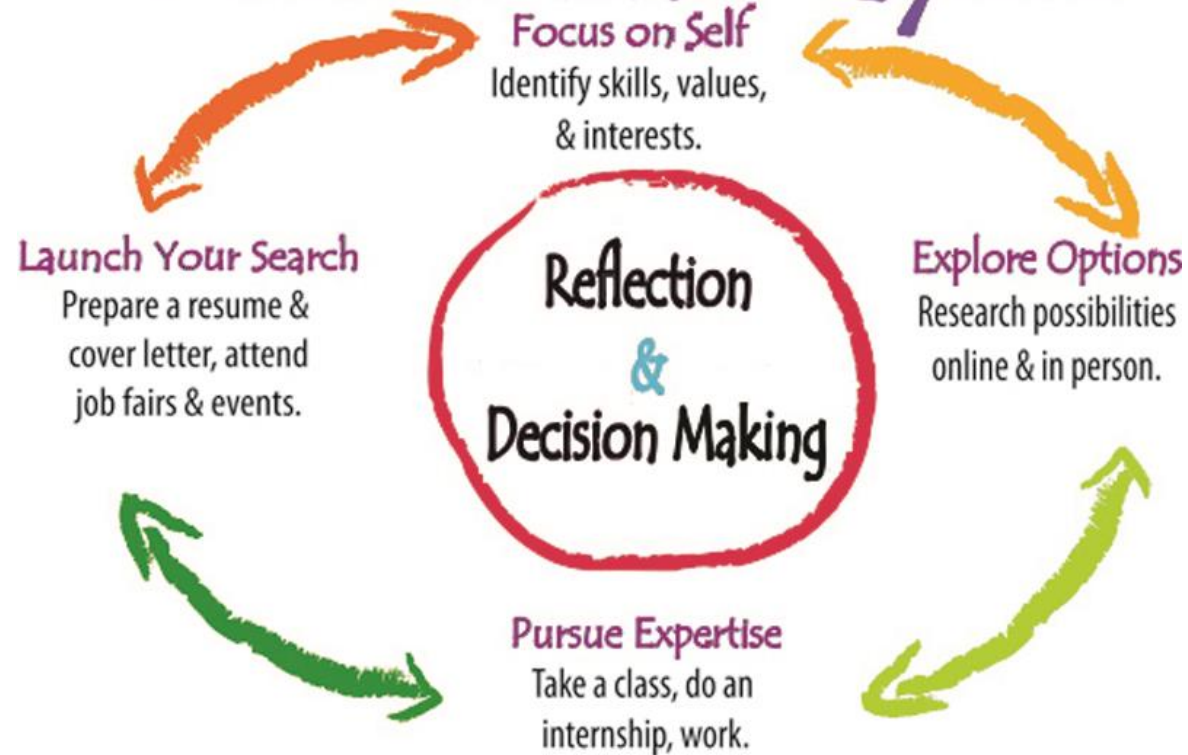 Focus on Self
Identify skills, values,
& interests.
Launch Your Search
Prepare a resume &
cover letter, attend
job fairs & events.
Reflection
&
Decision Making
Explore Options
Research possibilities
online & in person.
Pursue Expertise
Take a class, do an
internship, work.